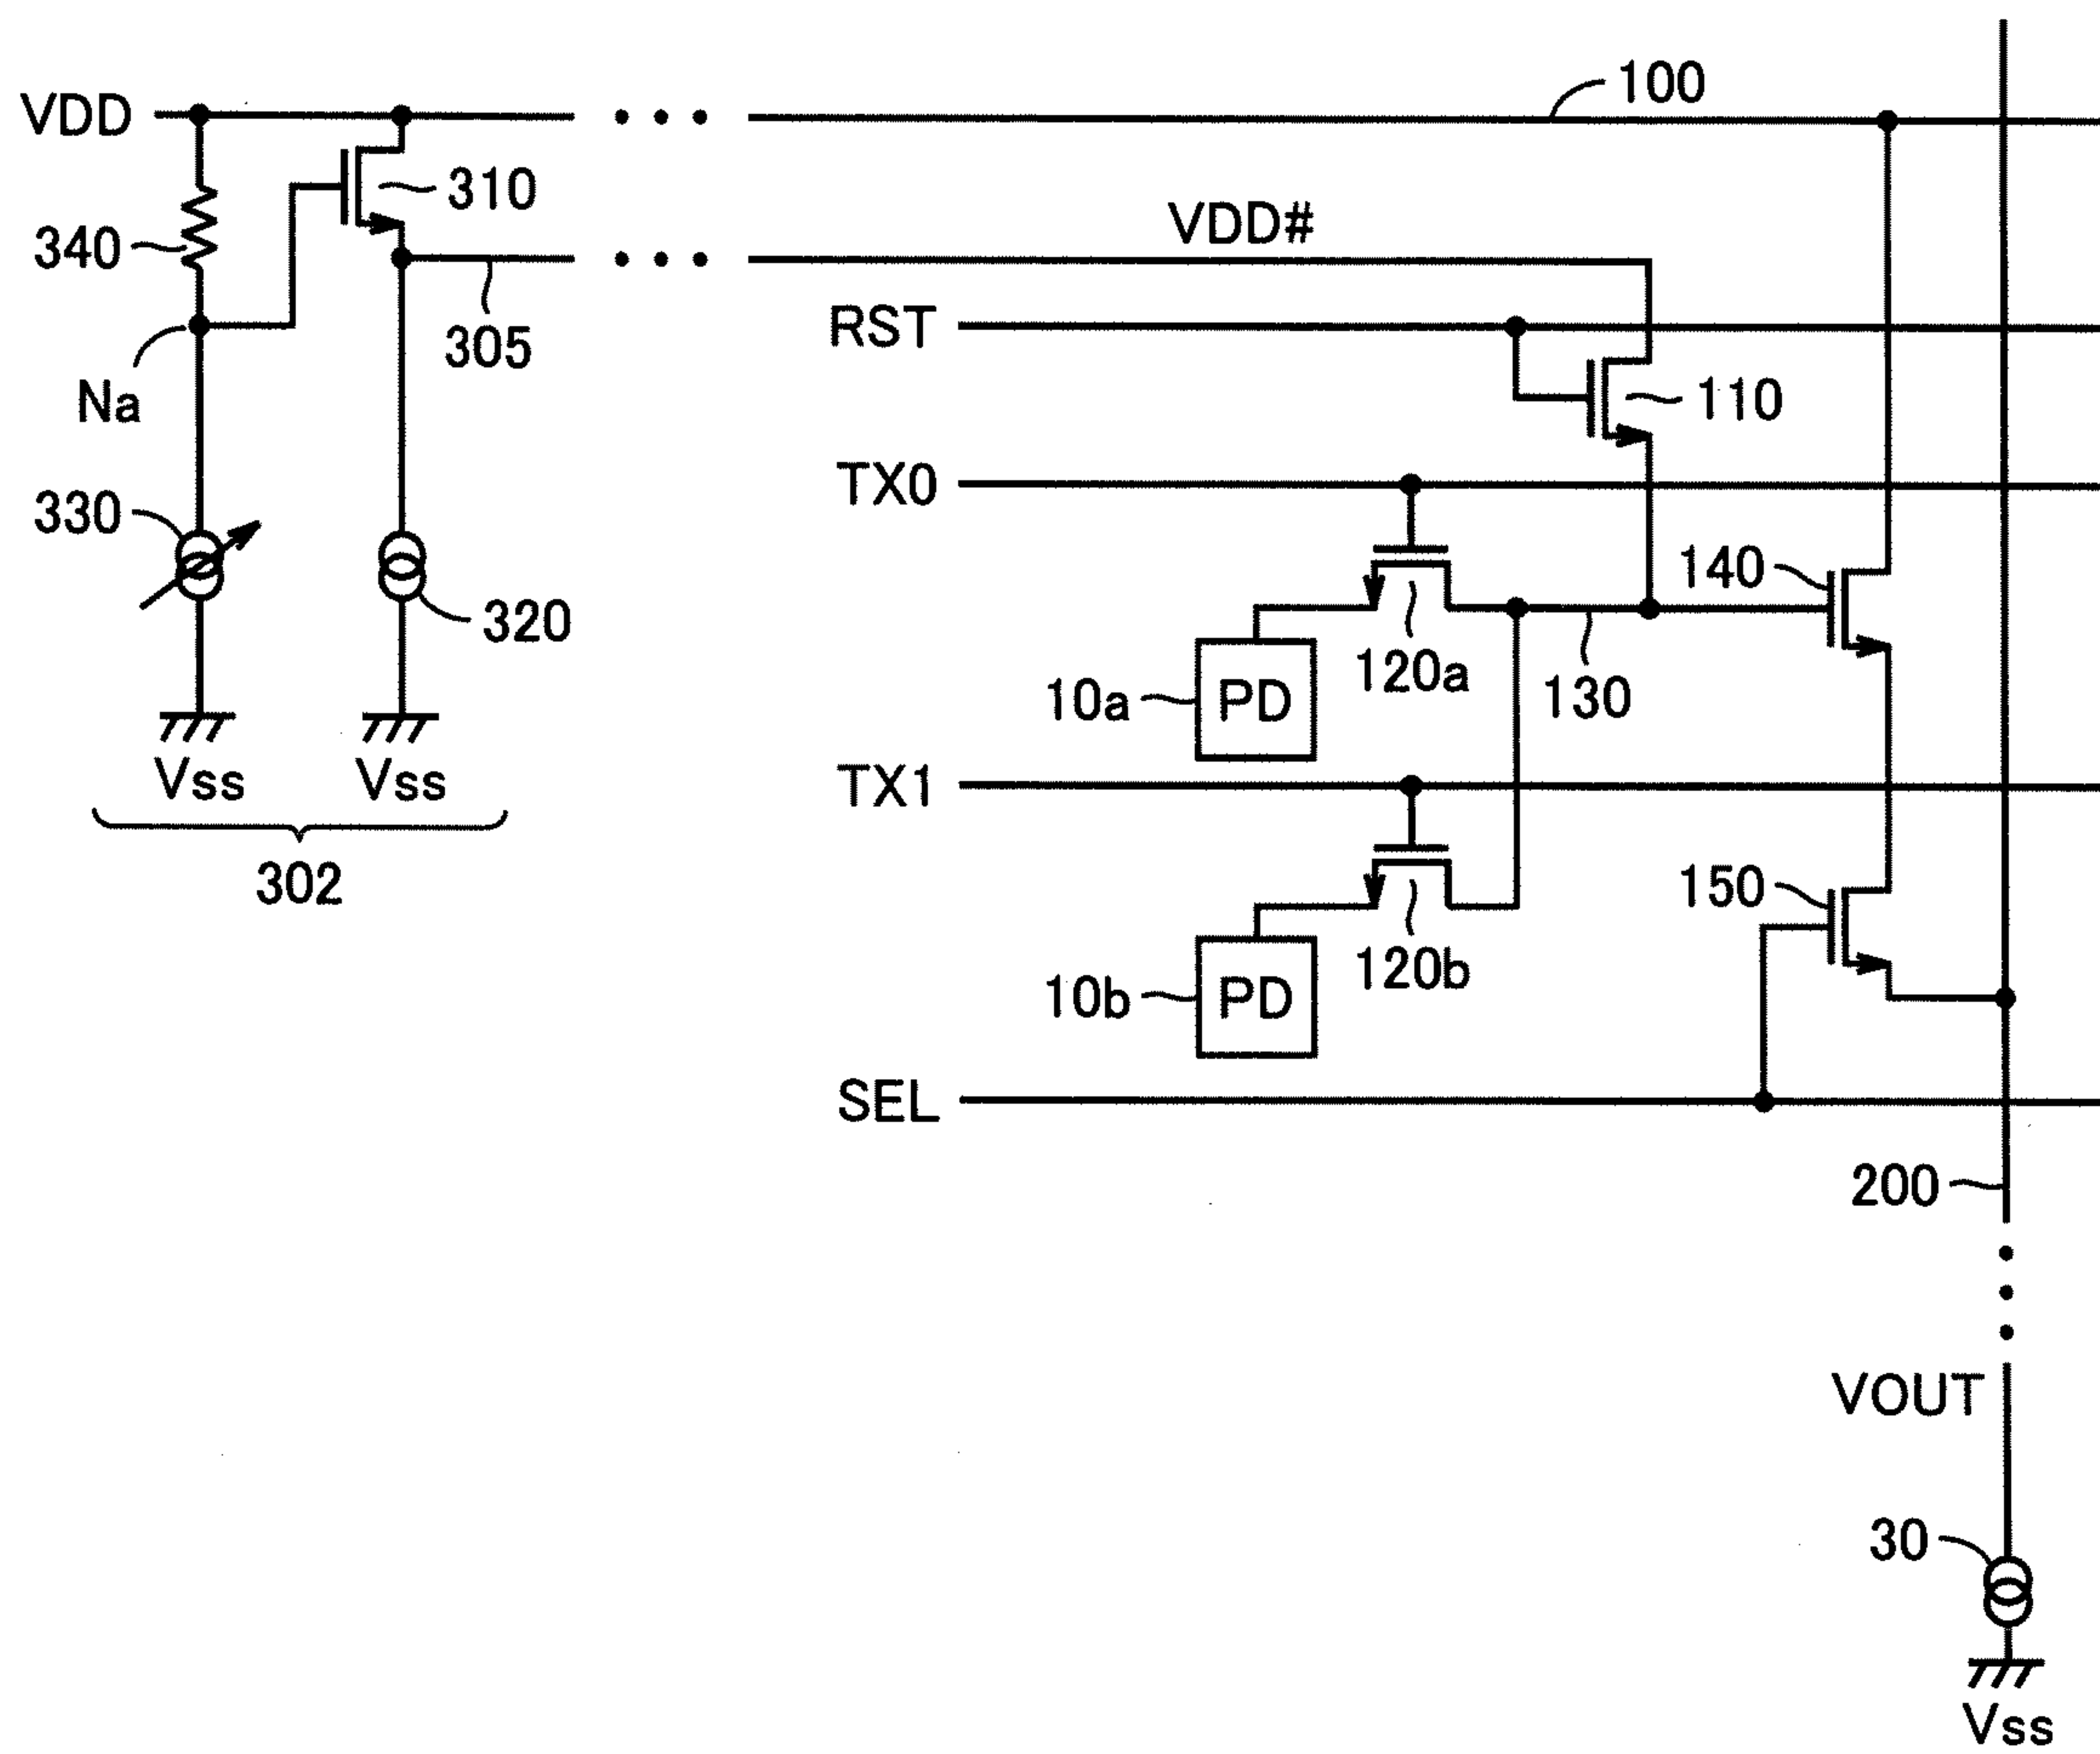 100
VDD
310
VDD#
340
RST
305
Na
110
TX0
330
140
320
120a
130
10a
PD
Vss
Vss
TX1
302
150
120b
10b
PD
SEL
200
VOUT
30
Vss